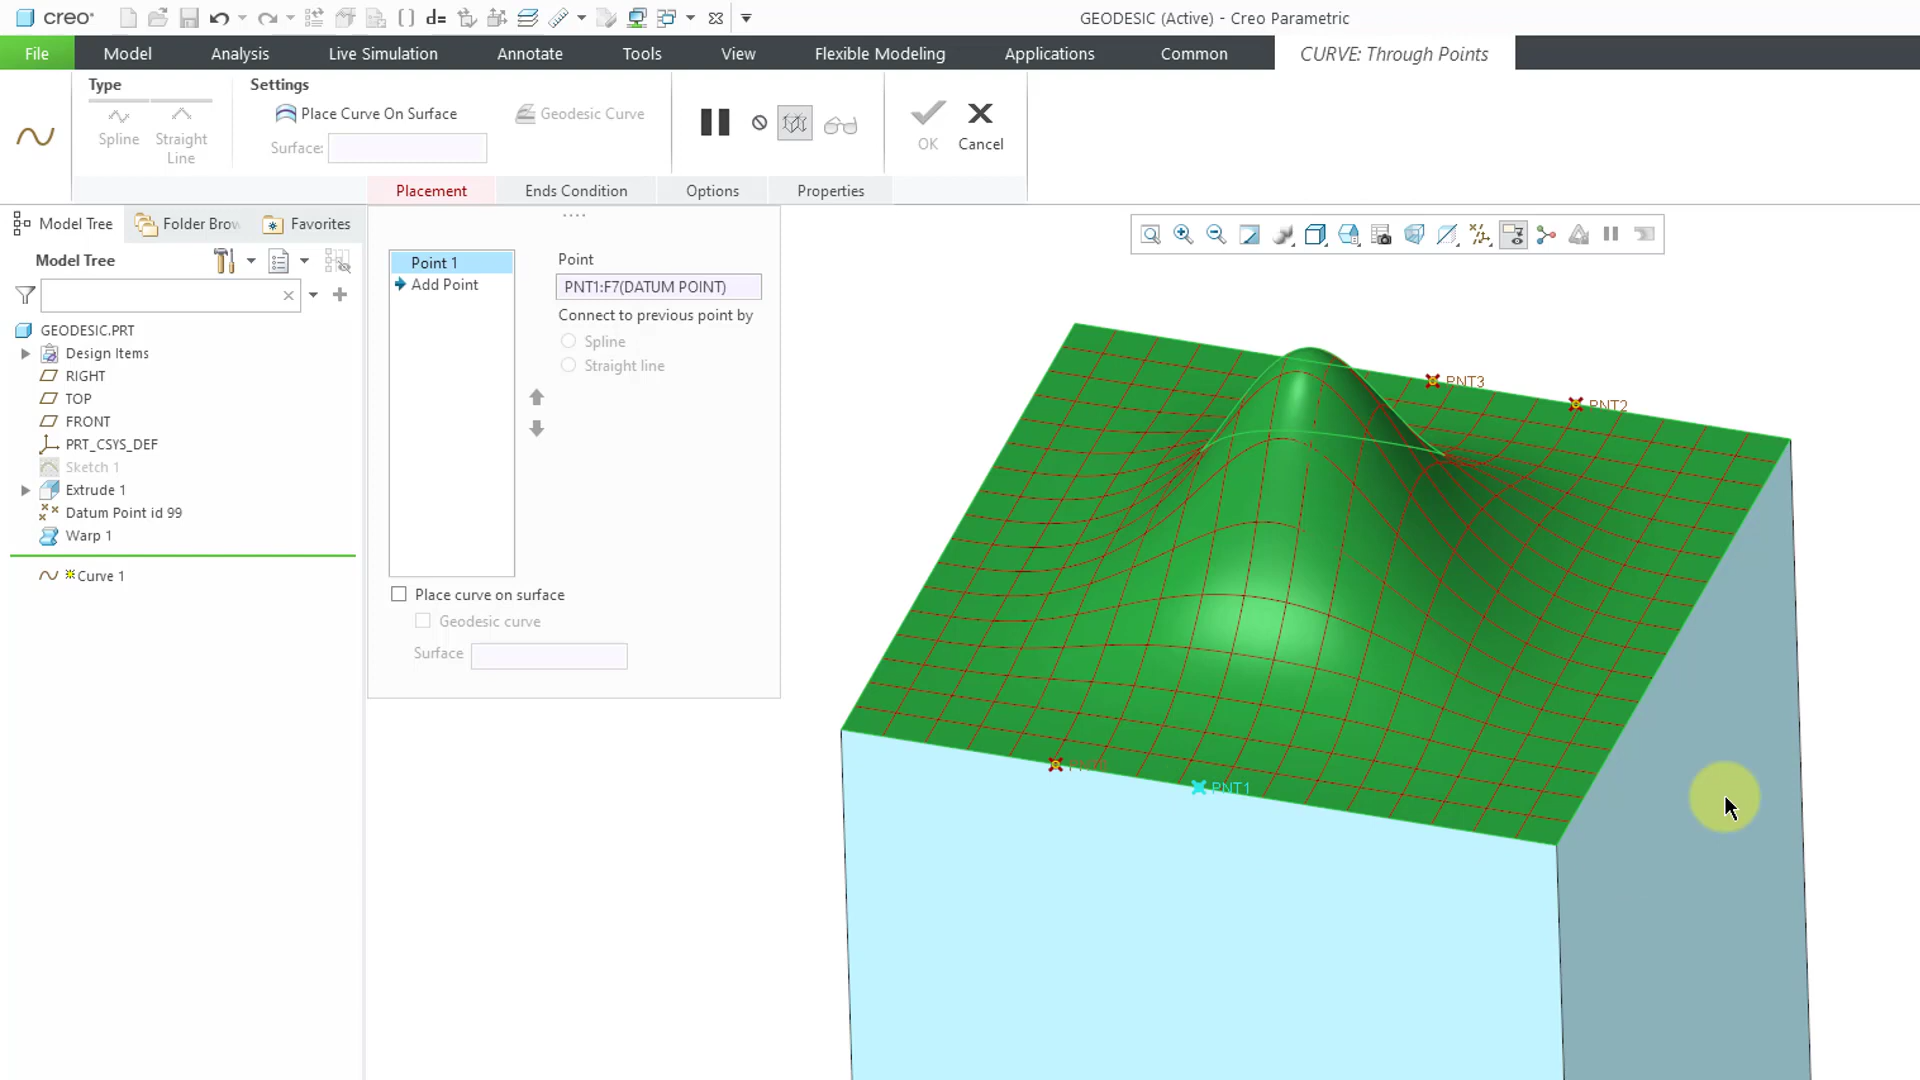 creo
d=
GEODESIC (Active) - Creo Parametric
File
Model
Analysis
Live Simulation
Annotate
Tools
View
Flexible Modeling
Applications
Common
CURVE: Through Points
Type
Settings
Spline
Straight Line
Place Curve On Surface
Geodesic Curve
Surface:
OK
Cancel
Placement
Ends Condition
Options
Properties
Model Tree
Folder Brow
Favorites
Model Tree
GEODESIC.PRT
Design Items
RIGHT
TOP
FRONT
PRT_CSYS_DEF
Sketch 1
Extrude 1
Datum Point id 99
Warp 1
Curve 1
Point 1
Add Point
Point
PNT1:F7(DATUM POINT)
Connect to previous point by
Spline
Straight line
Place curve on surface
Geodesic curve
Surface
PNT3
PNT2
PNT1